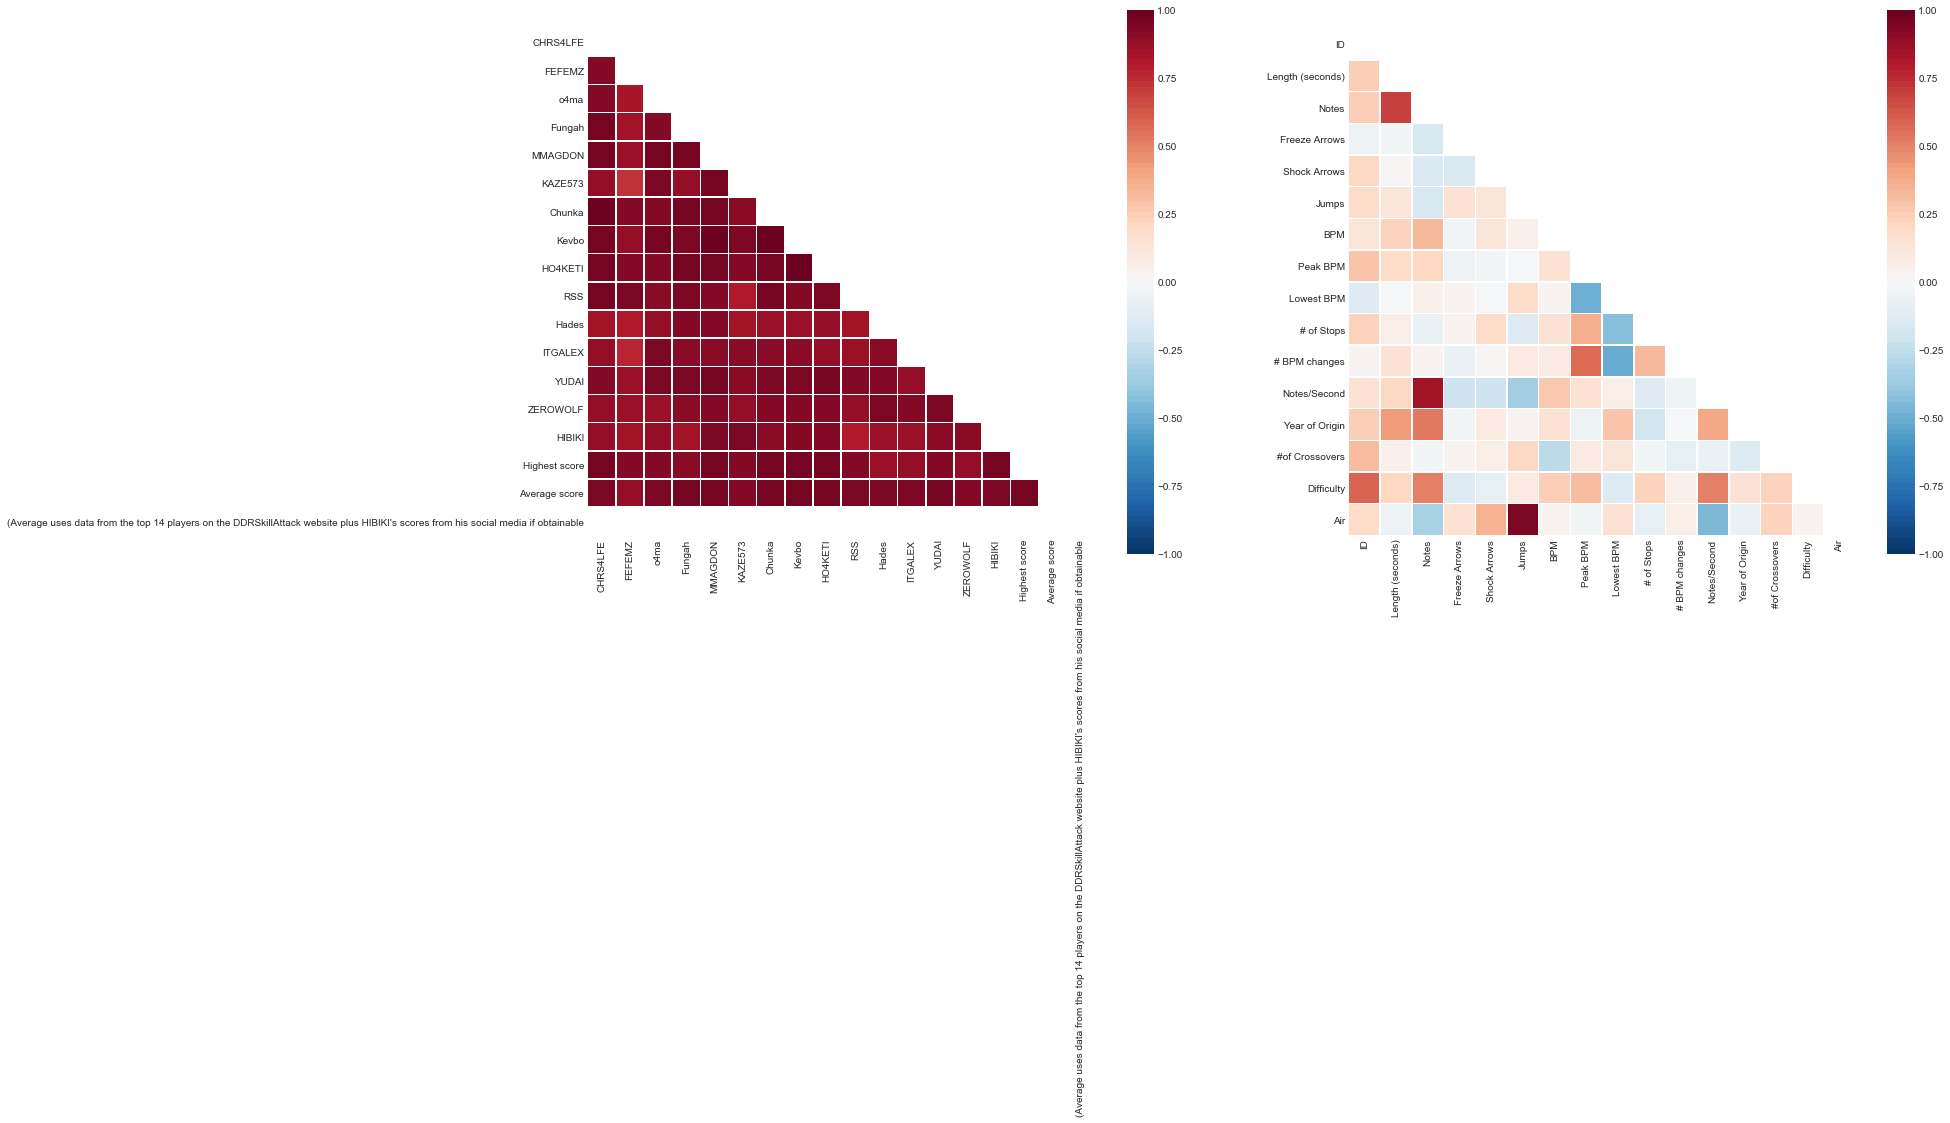 CHRS4LFE
FEFEMZ
o4ma
Fungah
MMAGDON
KAZE573
Chunka
Kevbo
HO4KETI
RSS
Hades
ITGALEX
YUDAI
ZEROWOLF
HIBIKI
Highest score
Average score
(Average uses data from the top 14 players on the DDRSkillAttack website plus HIBIKI's scores from his social media if obtainable
CHRS4LFE
FEFEMZ
o4ma
Fungah
MMAGDON
KAZE573
Chunka
Kevbo
HO4KETI
RSS
Hades
ITGALEX
YUDAI
ZEROWOLF
HIBIKI
Highest score
Average score
(Average uses data from the top 14 players on the DDRSkillAttack website plus HIBIKI's scores from his social media if obtainable
1.00
0.75
0.50
0.25
0.00
−0.25
−0.50
−0.75
−1.00
ID
Length (seconds)
Notes
Freeze Arrows
Shock Arrows
Jumps
BPM
Peak BPM
Lowest BPM
# of Stops
# BPM changes
Notes/Second
Year of Origin
#of Crossovers
Difficulty
Air
ID
Length (seconds)
Notes
Freeze Arrows
Shock Arrows
Jumps
BPM
Peak BPM
Lowest BPM
# of Stops
# BPM changes
Notes/Second
Year of Origin
#of Crossovers
Difficulty
Air
1.00
0.75
0.50
0.25
0.00
−0.25
−0.50
−0.75
−1.00